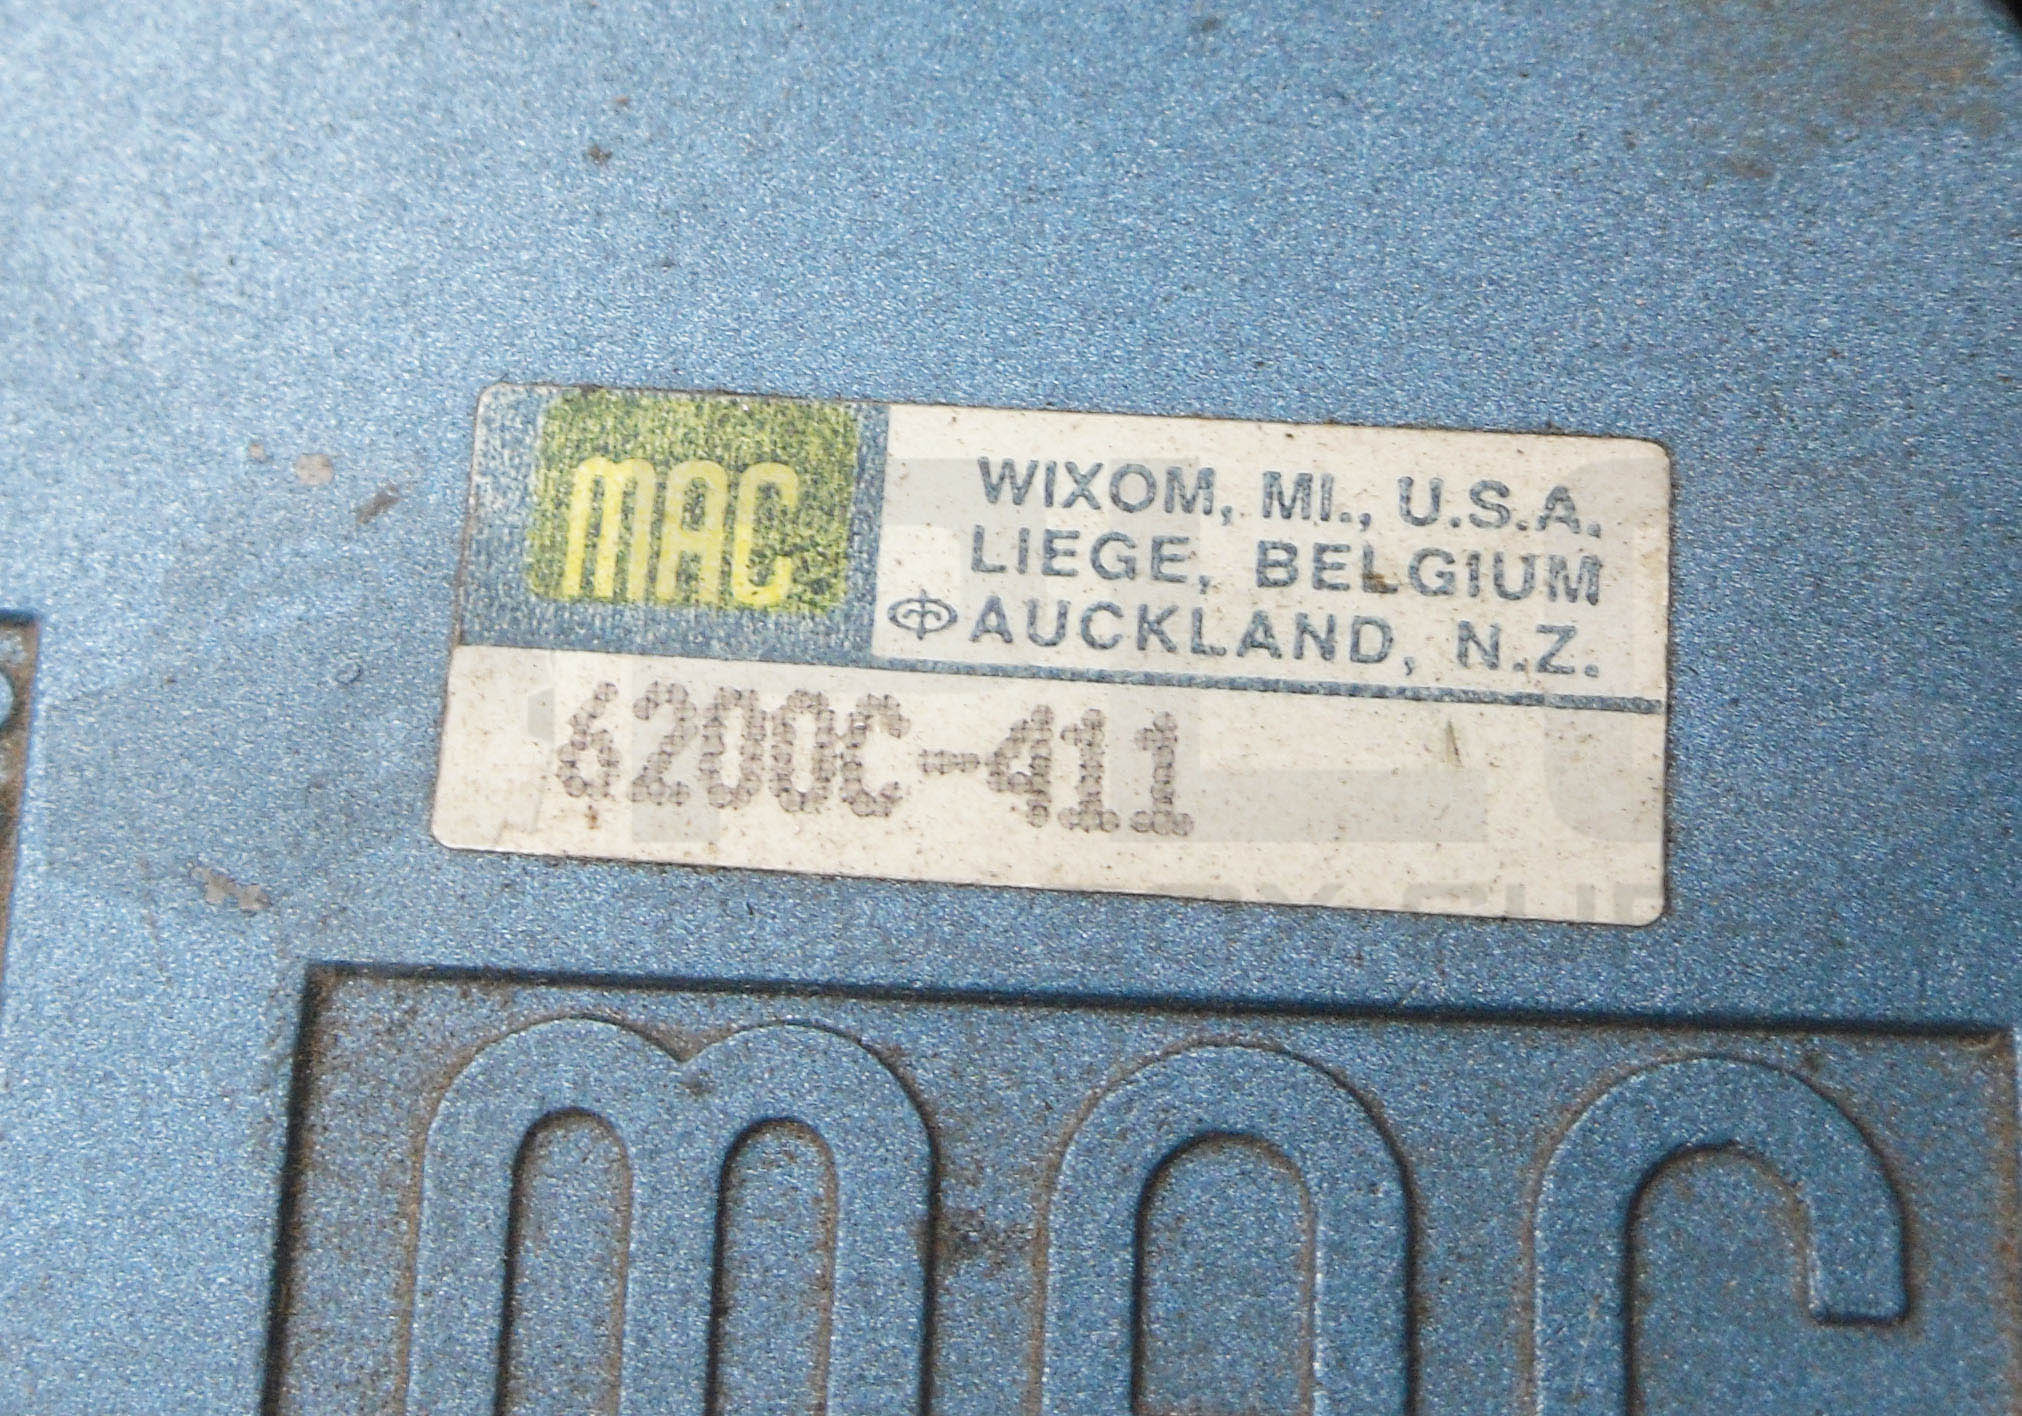 MAC
WIXOM, MI., U.S.A.
LIEGE, BELGIUM
AUCKLAND, N.Z.
6200C-411
mac